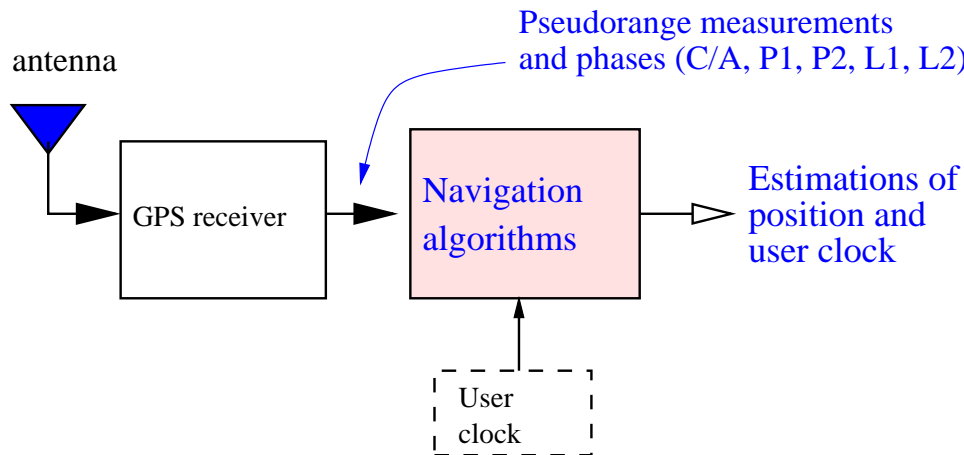 Pseudorange measurements
and phases (C/A, P1, P2, L1, L2)
antenna
GPS receiver
Navigation
algorithms
Estimations of
position and
user clock
User
clock